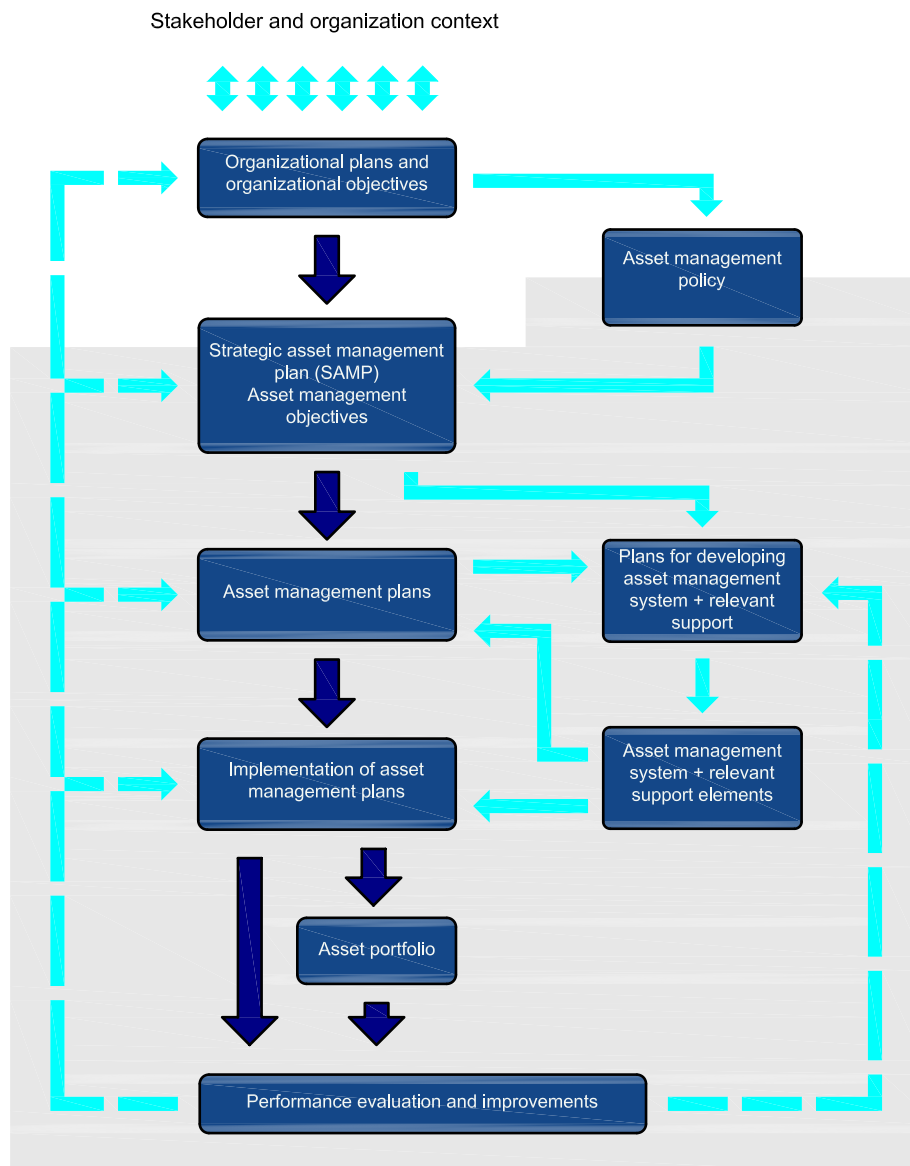 Stakeholder and organization context
Organizational plans and
organizational objectives
Asset management
policy
Strategic asset management
plan (SAMP)
Asset management
objectives
Asset management plans
Plans for developing
asset management
system + relevant
support
Implementation of asset
management plans
Asset management
system + relevant
support elements
Asset portfolio
Performance evaluation and improvements